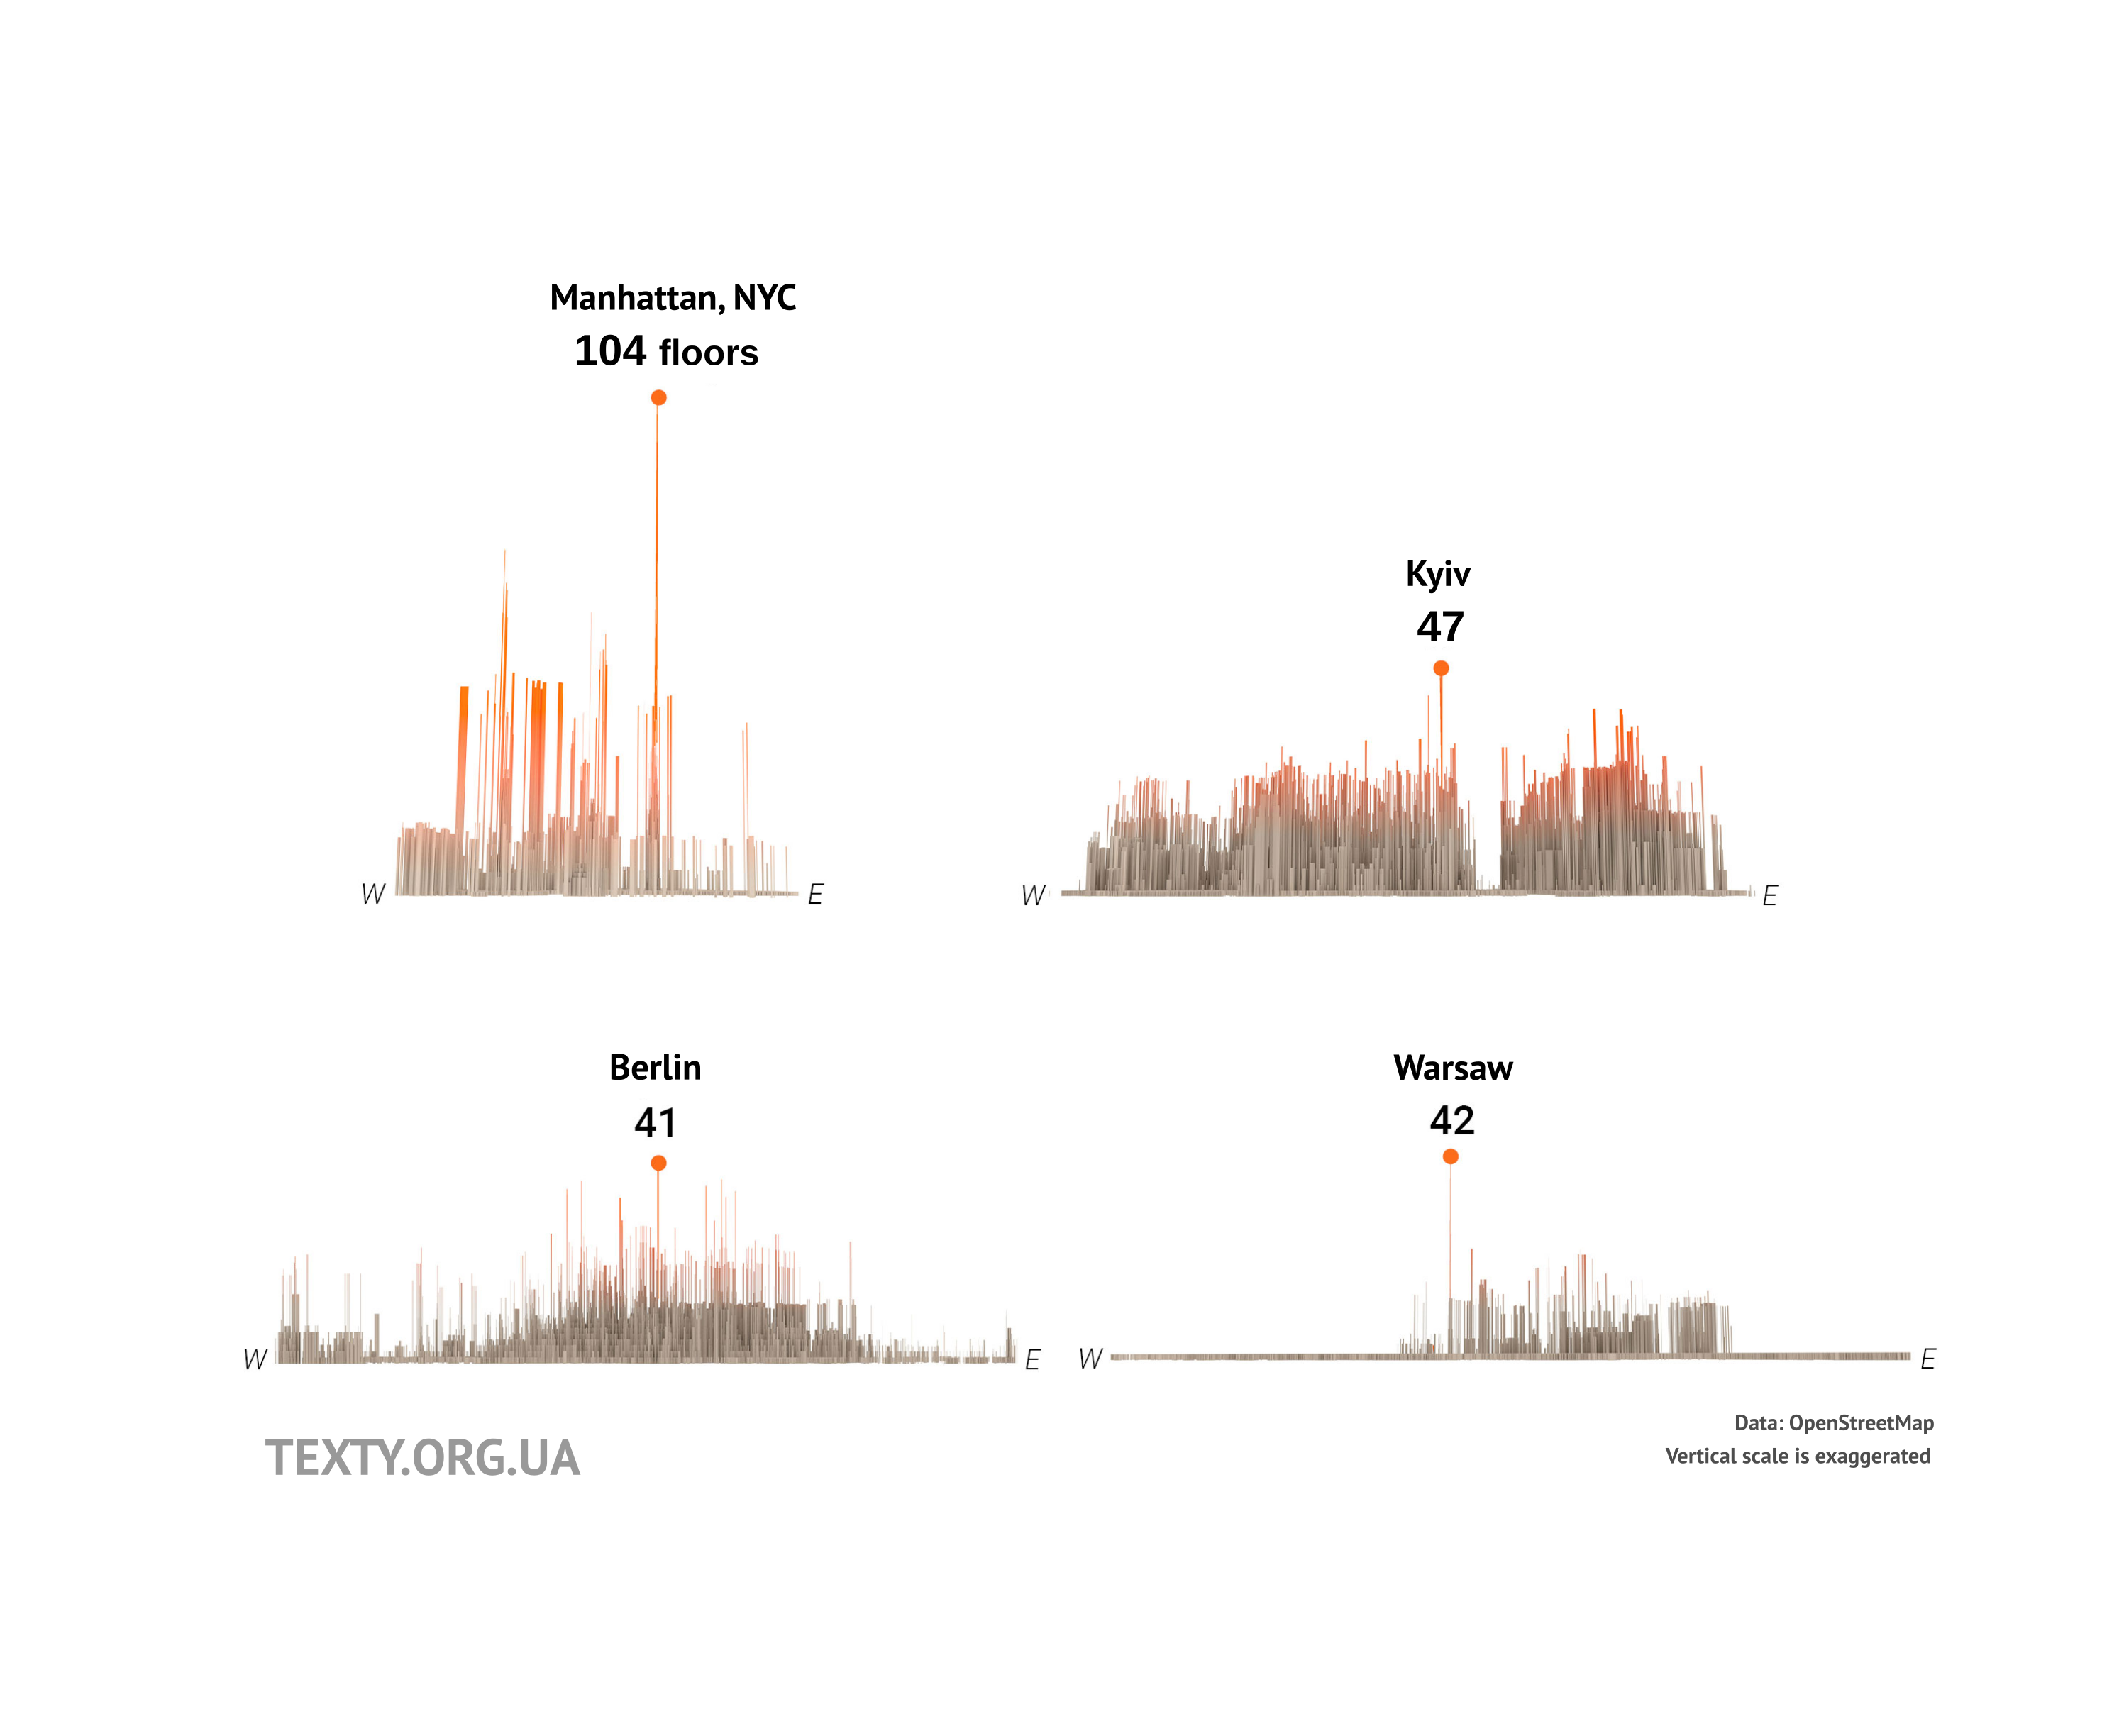 Manhattan, NYC
104 floors
W
E
Kyiv
47
W
E
Berlin
41
W
E
Warsaw
42
W
E
TEXTY.ORG.UA
Data: OpenStreetMap
Vertical scale is exaggerated